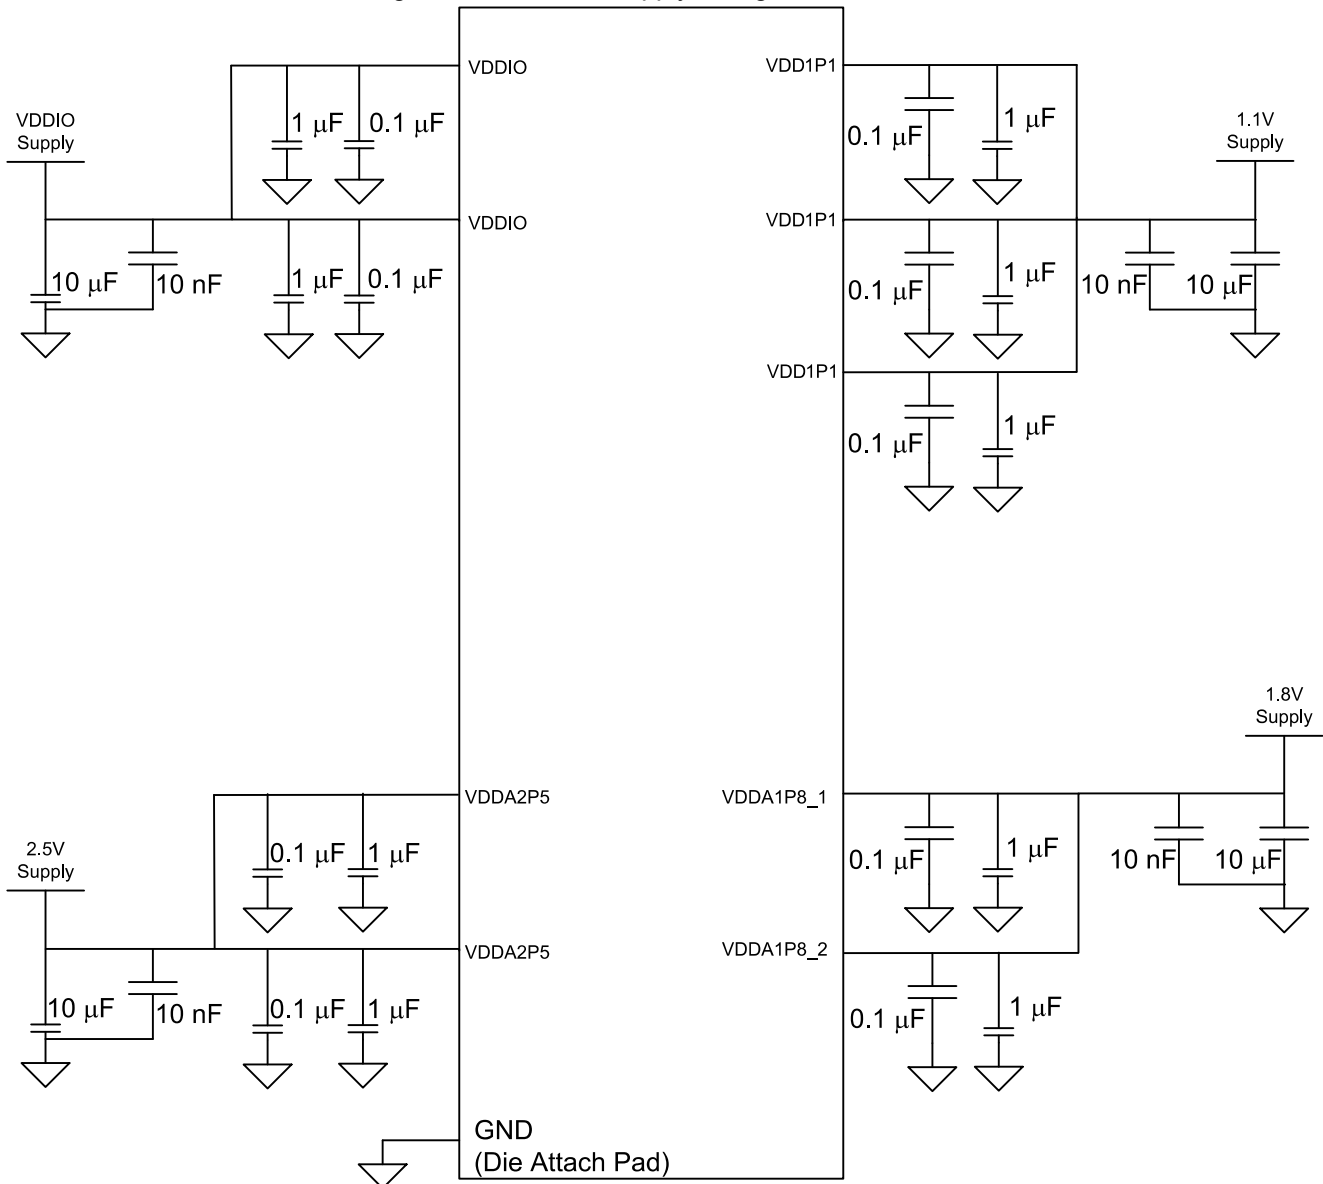 VDDIO
VDD1P1
1 μF
0.1 μF
0.1 μF
1 μF
VDDIO
Supply
1.1V
Supply
VDDIO
VDD1P1
10 μF
10 nF
1 μF
0.1 μF
0.1 μF
1 μF
10 nF
10 μF
VDD1P1
0.1 μF
1 μF
1.8V
Supply
VDDA2P5
VDDA1P8_1
2.5V
Supply
0.1 μF
1 μF
0.1 μF
1 μF
10 nF
10 μF
VDDA2P5
VDDA1P8_2
10 μF
10 nF
0.1 μF
1 μF
0.1 μF
1 μF
GND
(Die Attach Pad)